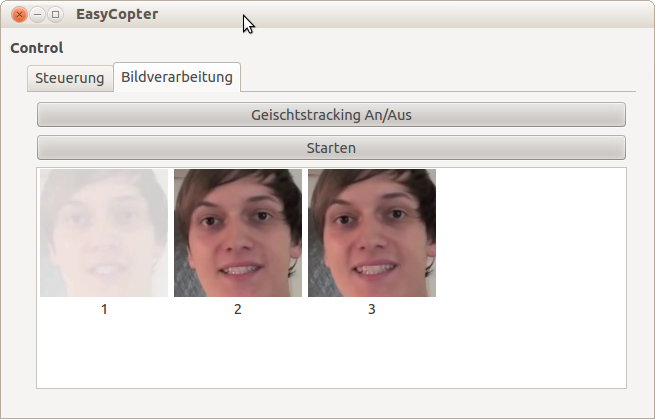 EasyCopter
Control
Steuerung
Bildverarbeitung
Geischtstracking An/Aus
Starten
1
2
3